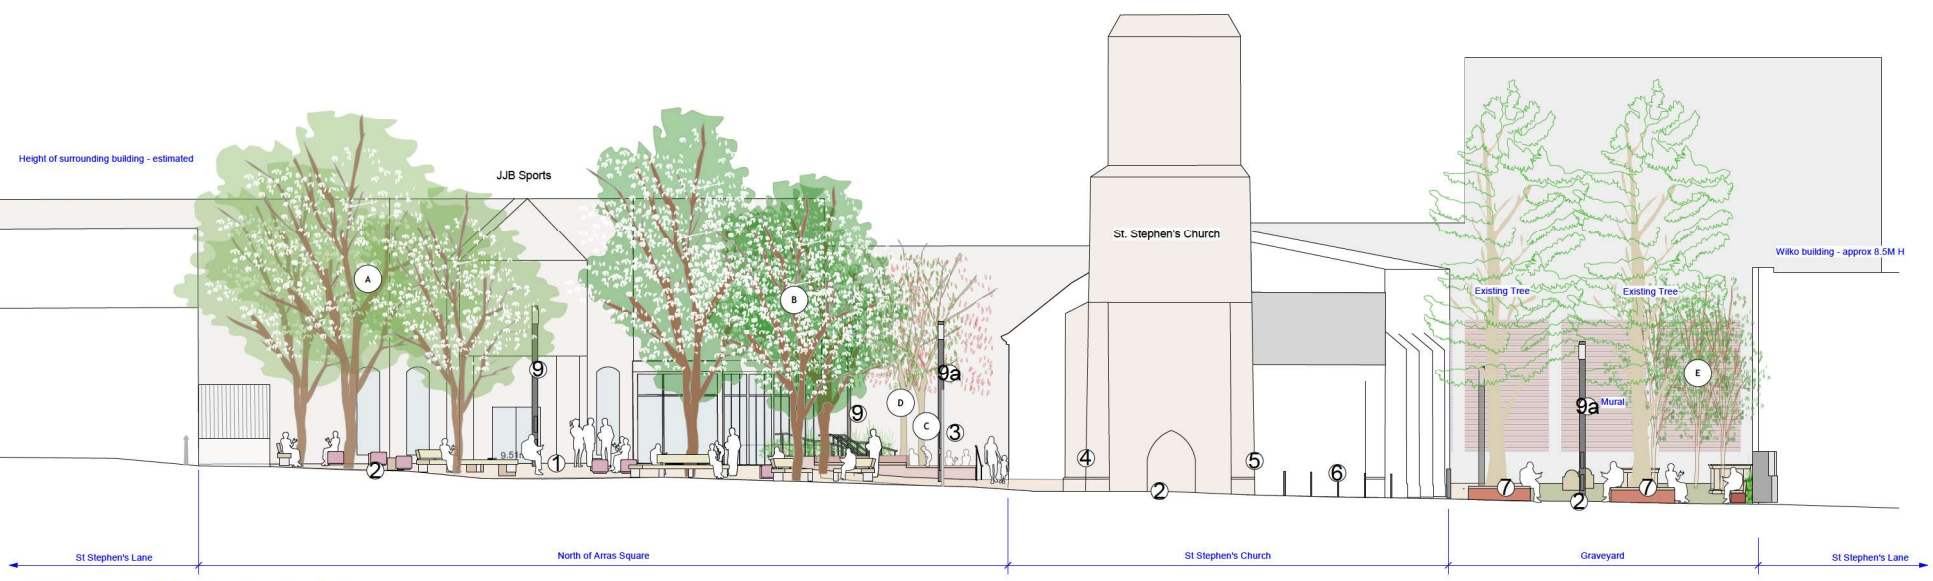 JJB Sports
Height of surrounding building - estimated
St. Stephen's Church
Wilko building - approx 8.5M H
A
B
Existing Tree
Existing Tree
9
9a
E
D
9
Mural
9a
C
3
9.51
1
2
4
5
6
2
7
7
2
St Stephen's Lane
North of Arras Square
St Stephen's Church
Graveyard
St Stephen's Lane